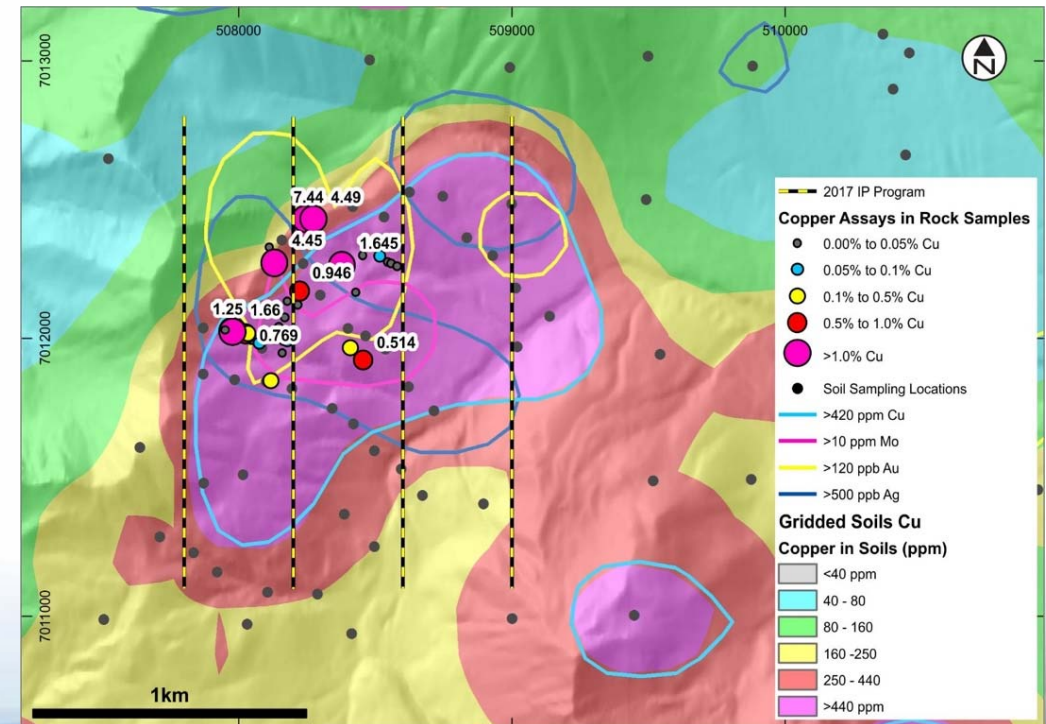 508000
509000
510000
7013000
7012000
7011000
N
7.44
4.49
4.45
1.645
0.946
1.25
1.66
0.769
0.514
1km
2017 IP Program
Copper Assays in Rock Samples
0.00% to 0.05% Cu
0.05% to 0.1% Cu
0.1% to 0.5% Cu
0.5% to 1.0% Cu
>1.0% Cu
Soil Sampling Locations
>420 ppm Cu
>10 ppm Mo
>120 ppb Au
>500 ppb Ag
Gridded Soils Cu
Copper in Soils (ppm)
<40 ppm
40 - 80
80 - 160
160 -250
250 - 440
>440 ppm